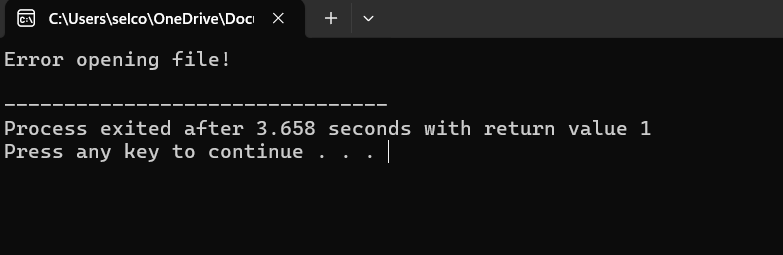 C:\Users\selco\OneDrive\Docu
Error opening file!
--------------------------------
Process exited after 3.658 seconds with return value 1
Press any key to continue . . .